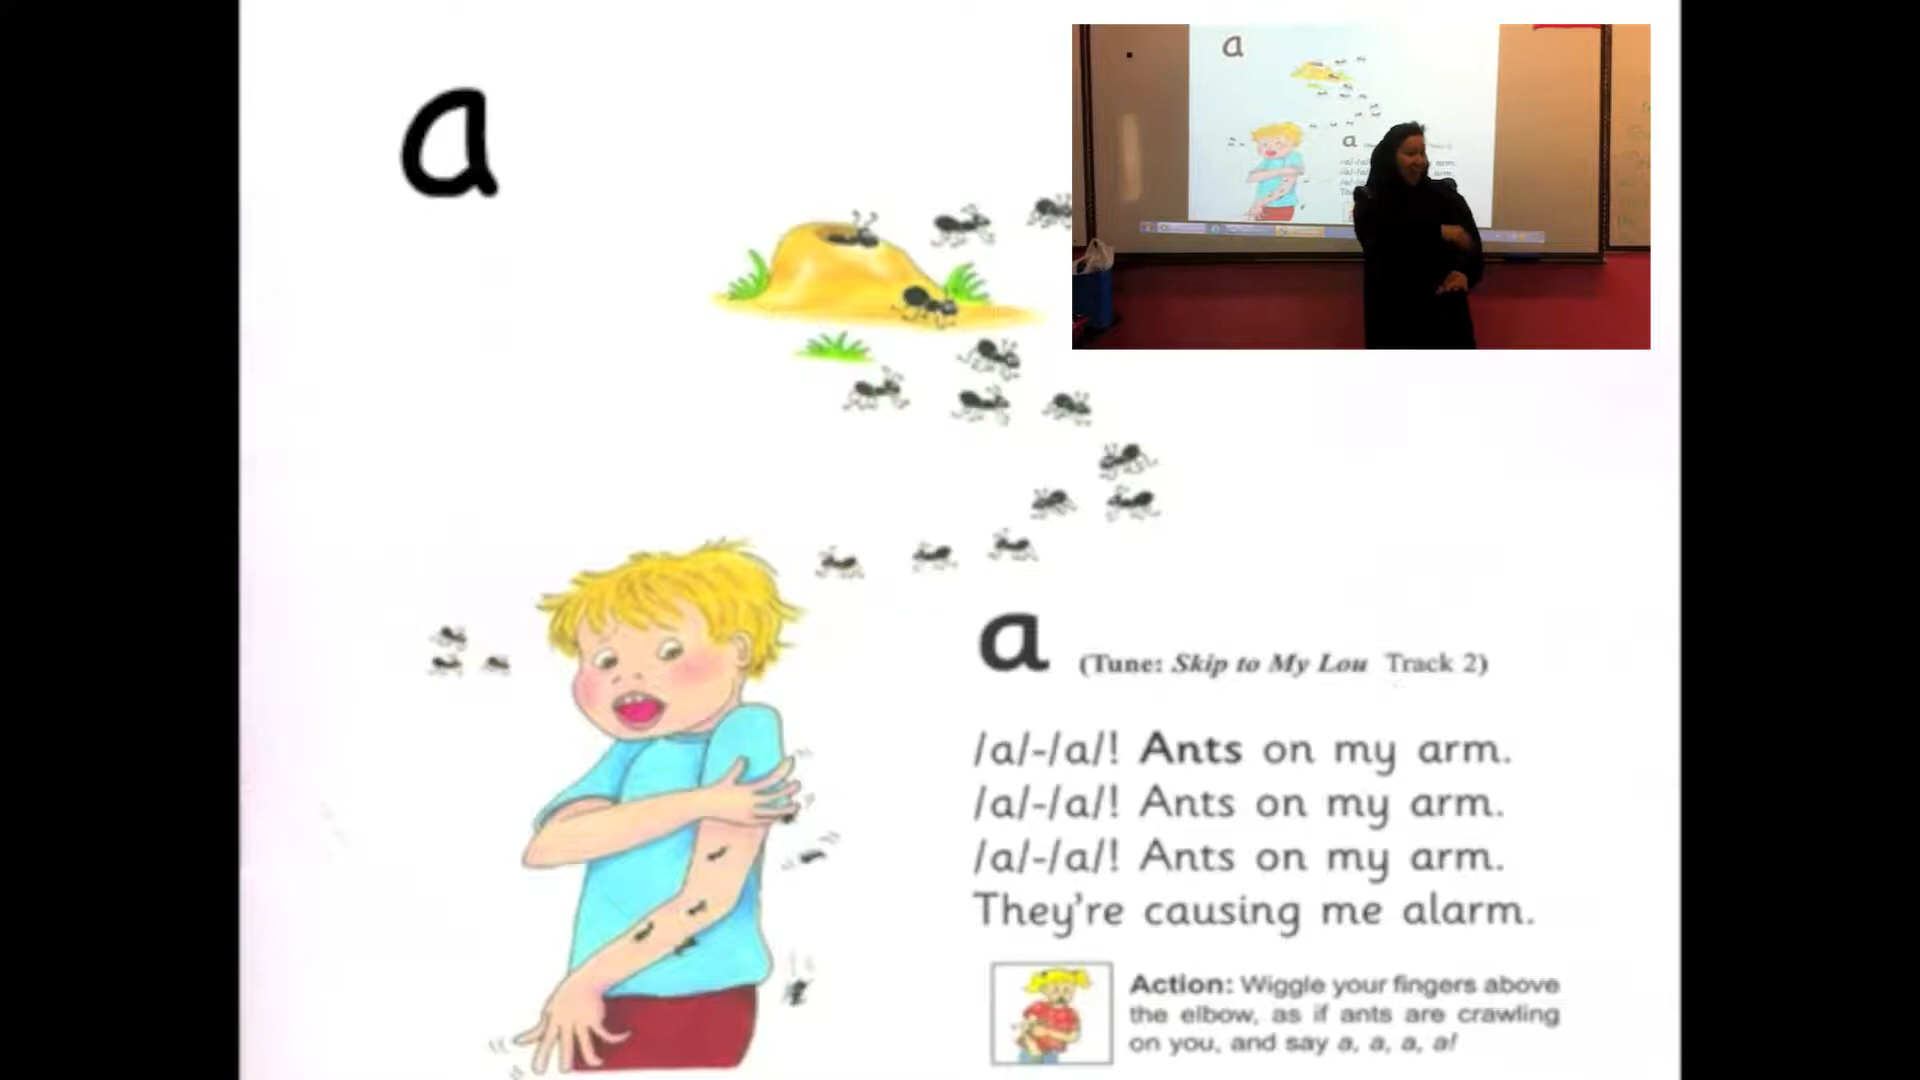 a
a (Tune: Skip to My Lou Track 2)
/a/-/a/! Ants on my arm.
/a/-/a/! Ants on my arm.
/a/-/a/! Ants on my arm.
They're causing me alarm.
Action: Wiggle your fingers above
the elbow, as if ants are crawling
on you, and say a, a, a, a!
a
a
arm.
arm.